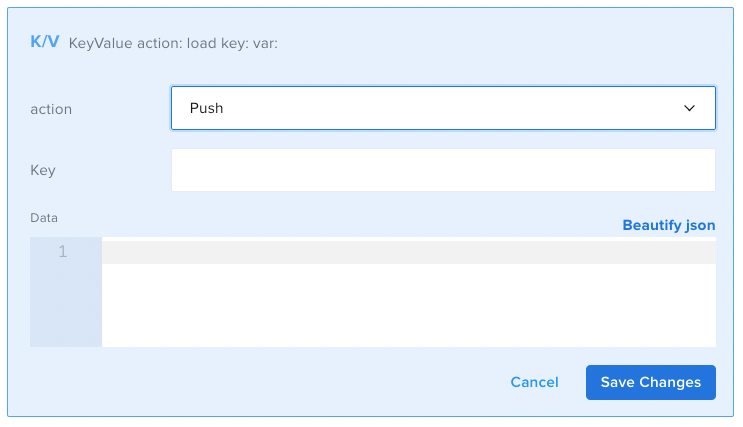 K/V KeyValue action: load key: var:
action
Push
Key
Data
Beautify json
1
Cancel
Save Changes